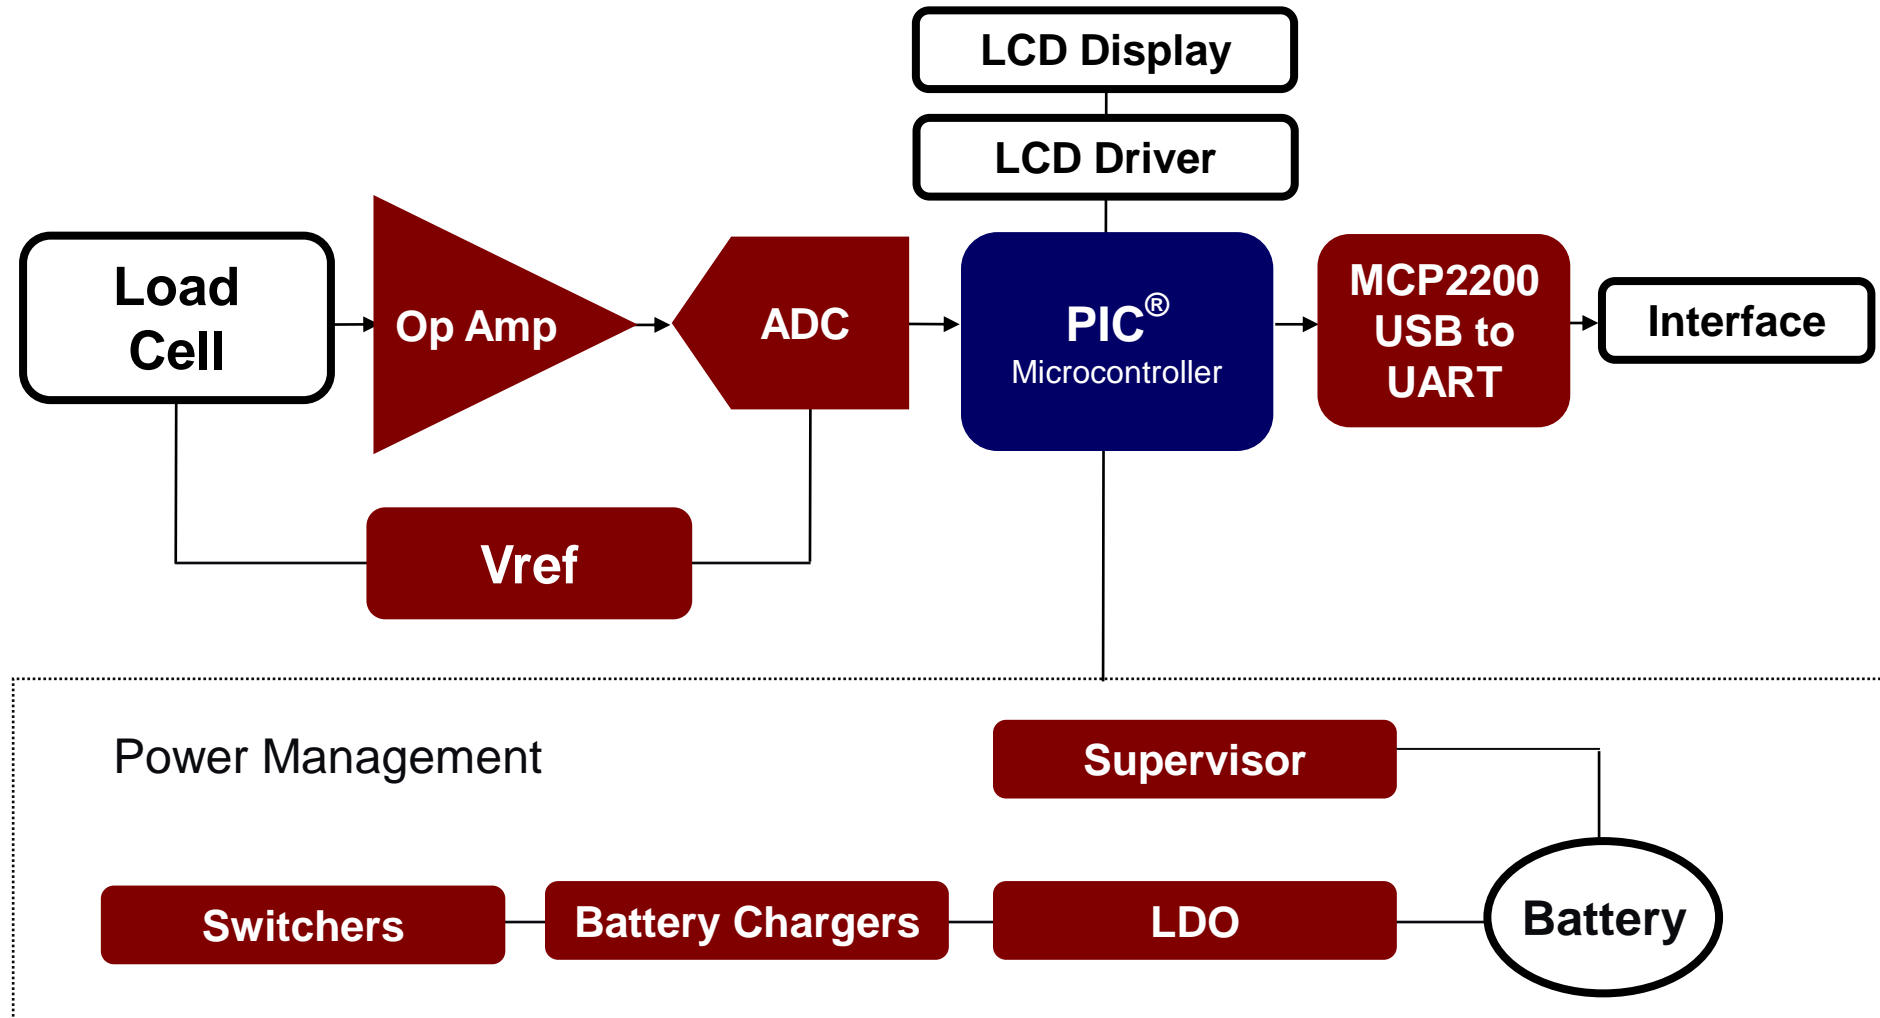 LCD Display
LCD Driver
Load
Cell
Op Amp
ADC
PIC®
Microcontroller
MCP2200
USB to
UART
Interface
Vref
Power Management
Supervisor
Switchers
Battery Chargers
LDO
Battery